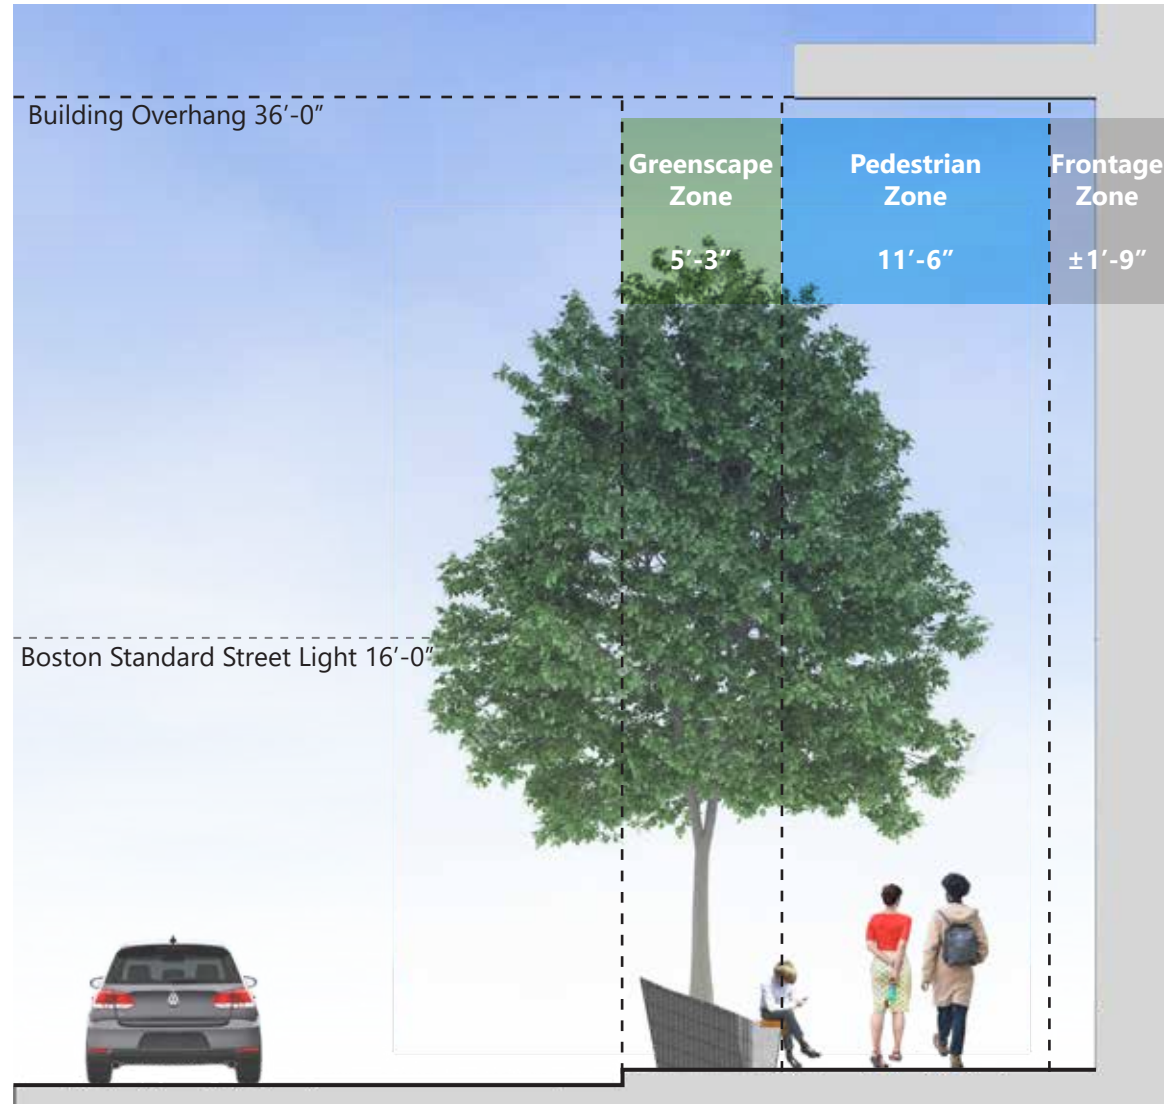 Building Overhang 36’-0”
Greenscape
Zone
5’-3”
Pedestrian
Zone
11’-6”
Frontage
Zone
±1’-9”
Boston Standard Street Light 16’-0”